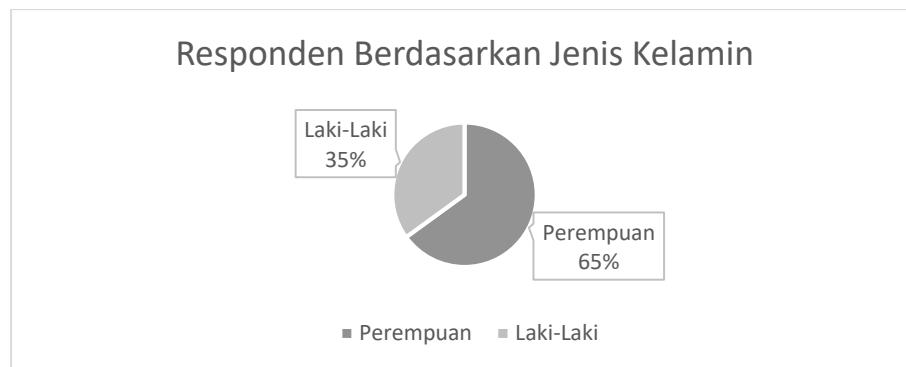 Responden Berdasarkan Jenis Kelamin
Laki-Laki
35%
Perempuan
65%
Perempuan Laki-Laki